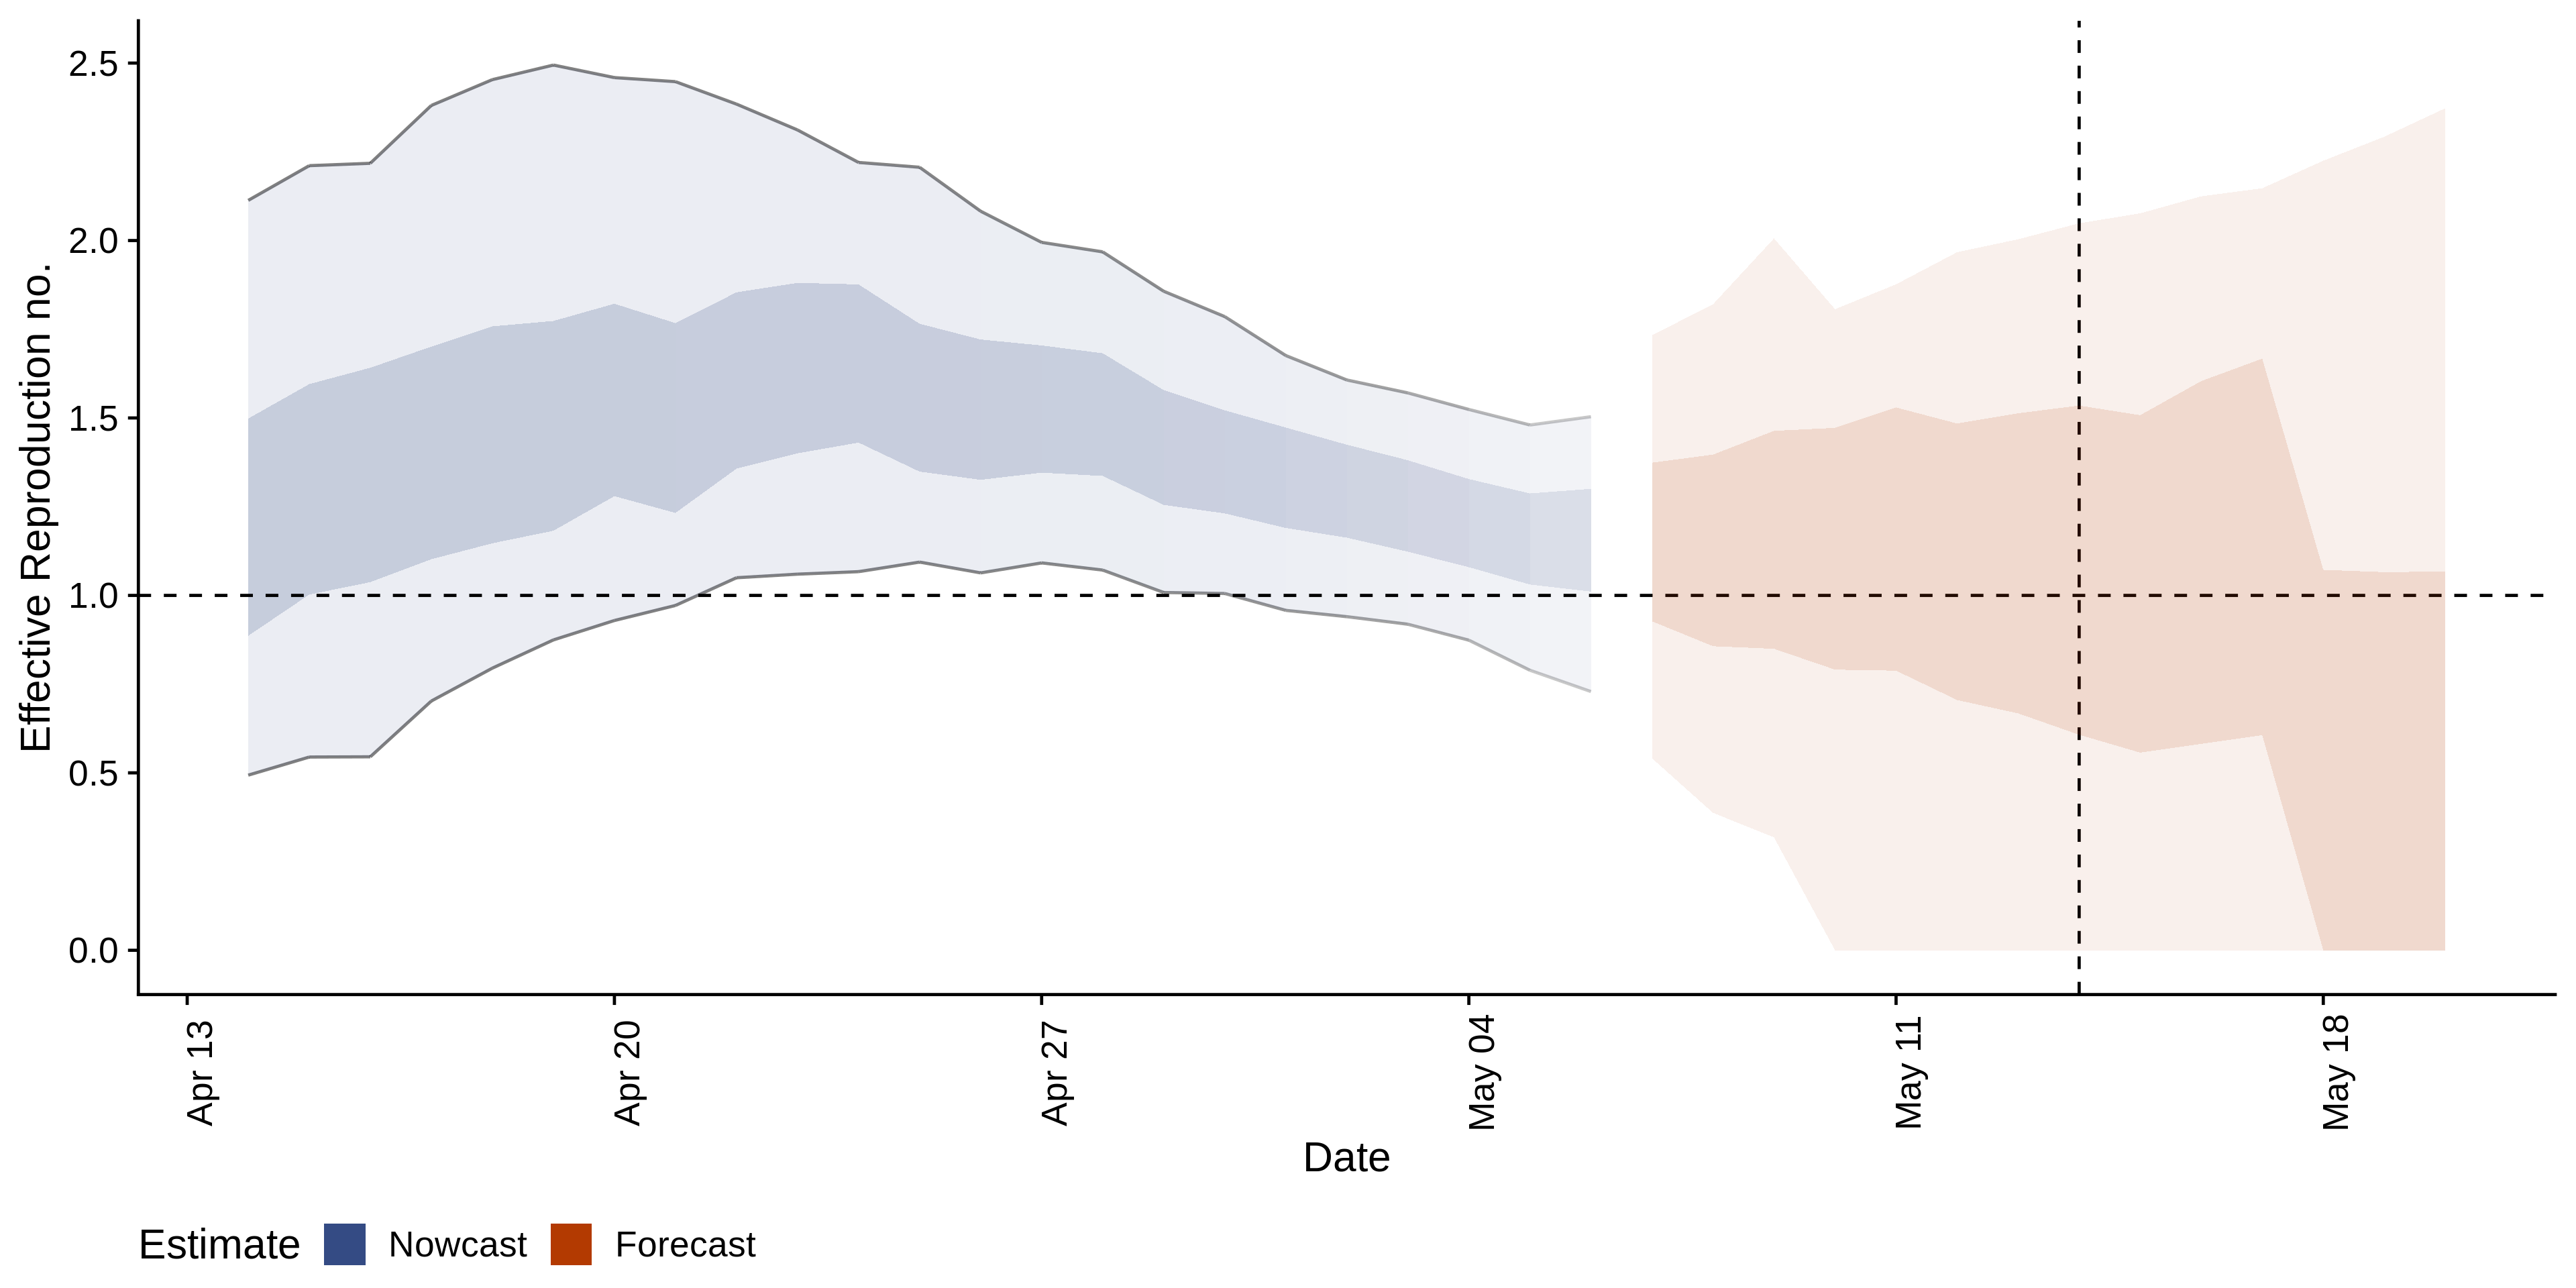 Effective Reproduction no.
2.5
2.0
1.5
1.0
0.5
0.0
Apr 13
Apr 20
Apr 27
May 04
May 11
May 18
Date
Estimate Nowcast Forecast